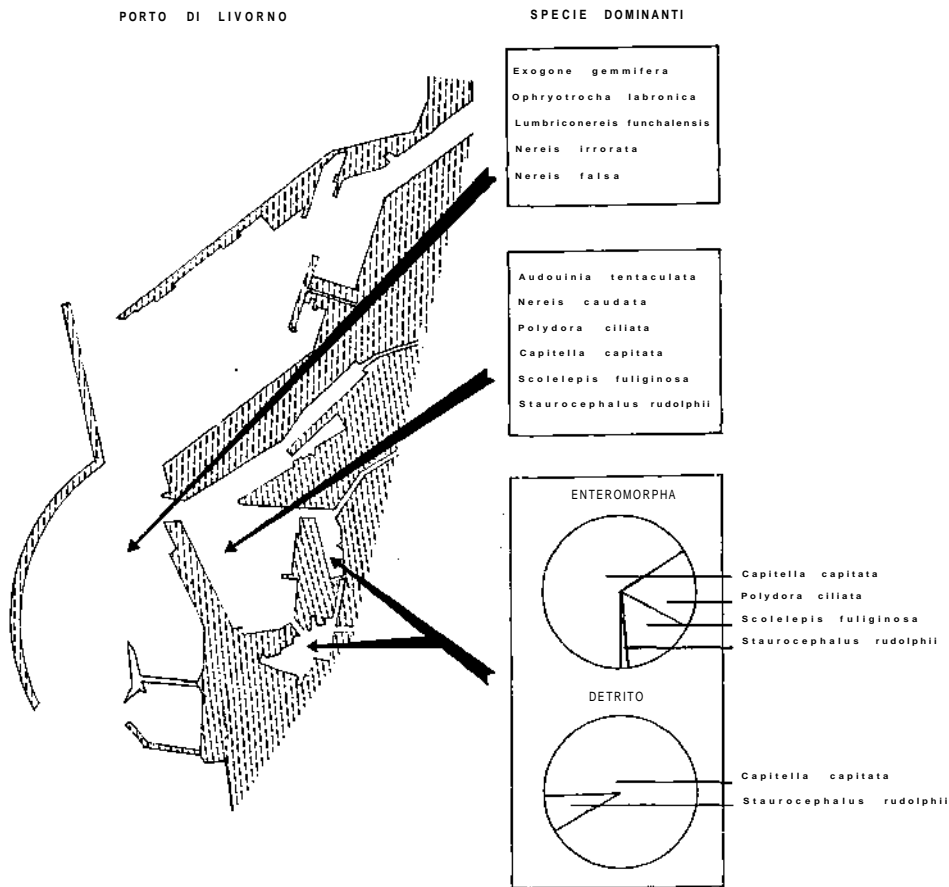 PORTO DI LIVORNO
SPECIE DOMINANTI
Exogone gemmifera
Ophryotrocha labronica
Lumbriconereis funchalensis
Nereis irrorata
Nereis falsa
Audouinia tentaculata
Nereis caudata
Polydora ciliata
Capitella capitata
Scolelepis fuliginosa
Staurocephalus rudolphii
ENTEROMORPHA
Capitella capitata
Polydora ciliata
Scolelepis fuliginosa
Staurocephalus rudolphii
DETRITO
Capitella capitata
Staurocephalus rudolphii